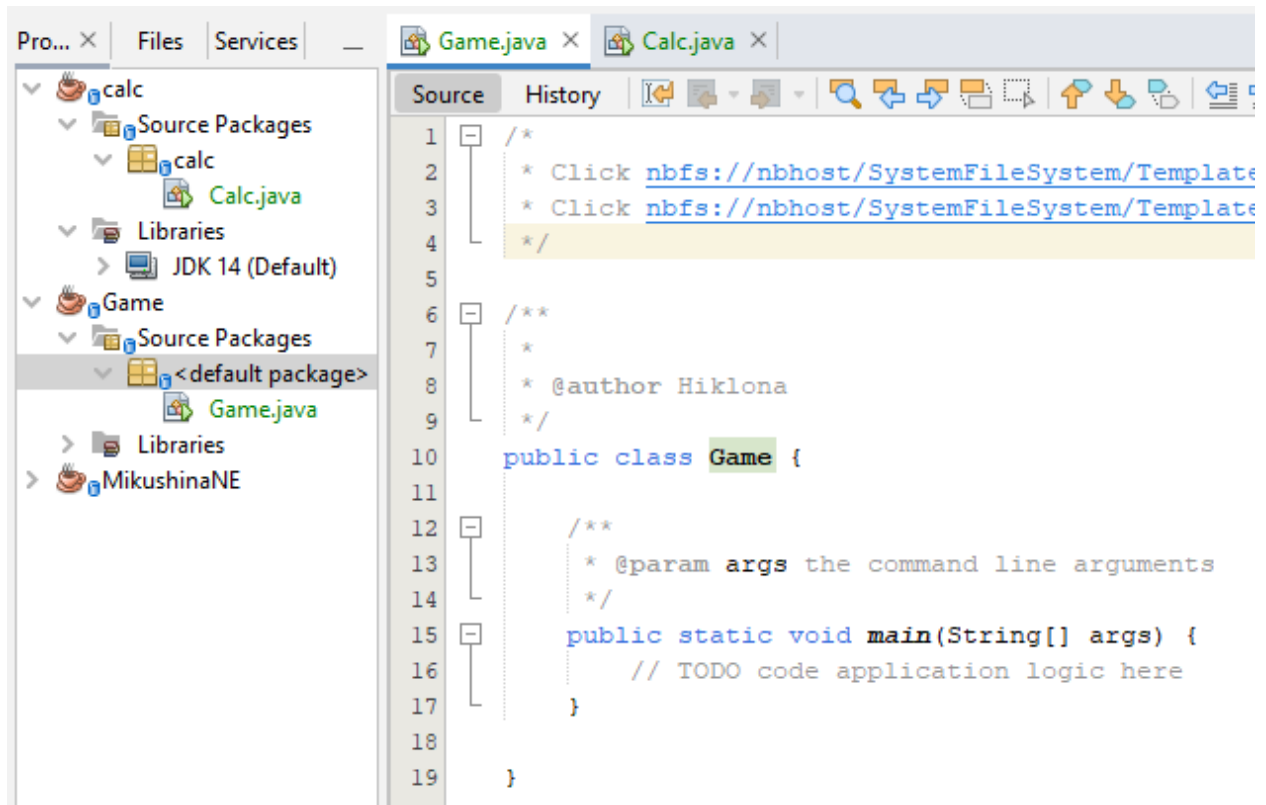 Pro... × Files Services
Game.java × Calc.java ×
Source History
calc
Source Packages
calc
Calc.java
Libraries
JDK 14 (Default)
Game
Source Packages
<default package>
Game.java
Libraries
MikushinaNE
1 /*
2 * Click nbfs://nbhost/SystemFileSystem/Template
3 * Click nbfs://nbhost/SystemFileSystem/Template
4 */
5
6 /**
7 *
8 * @author Hiklona
9 */
10 public class Game {
11
12 /**
13 * @param args the command line arguments
14 */
15 public static void main(String[] args) {
16 // TODO code application logic here
17 }
18
19 }